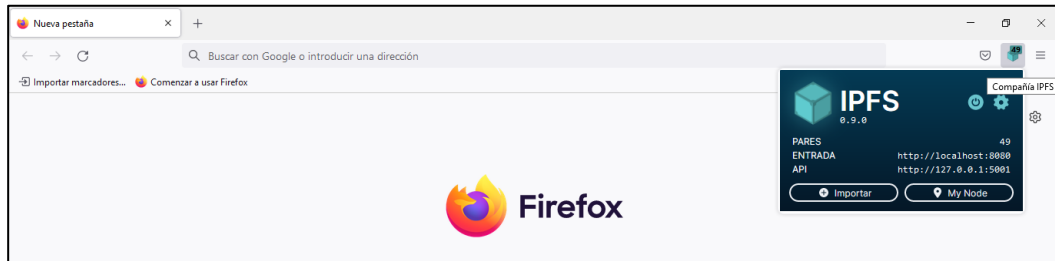 Nueva pestaña
Buscar con Google o introducir una dirección
49
Importar marcadores... Comenzar a usar Firefox
Compañía IPFS
IPFS
0.9.0
PARES 49
ENTRADA http://localhost:8080
API http://127.0.0.1:5001
Importar My Node
Firefox